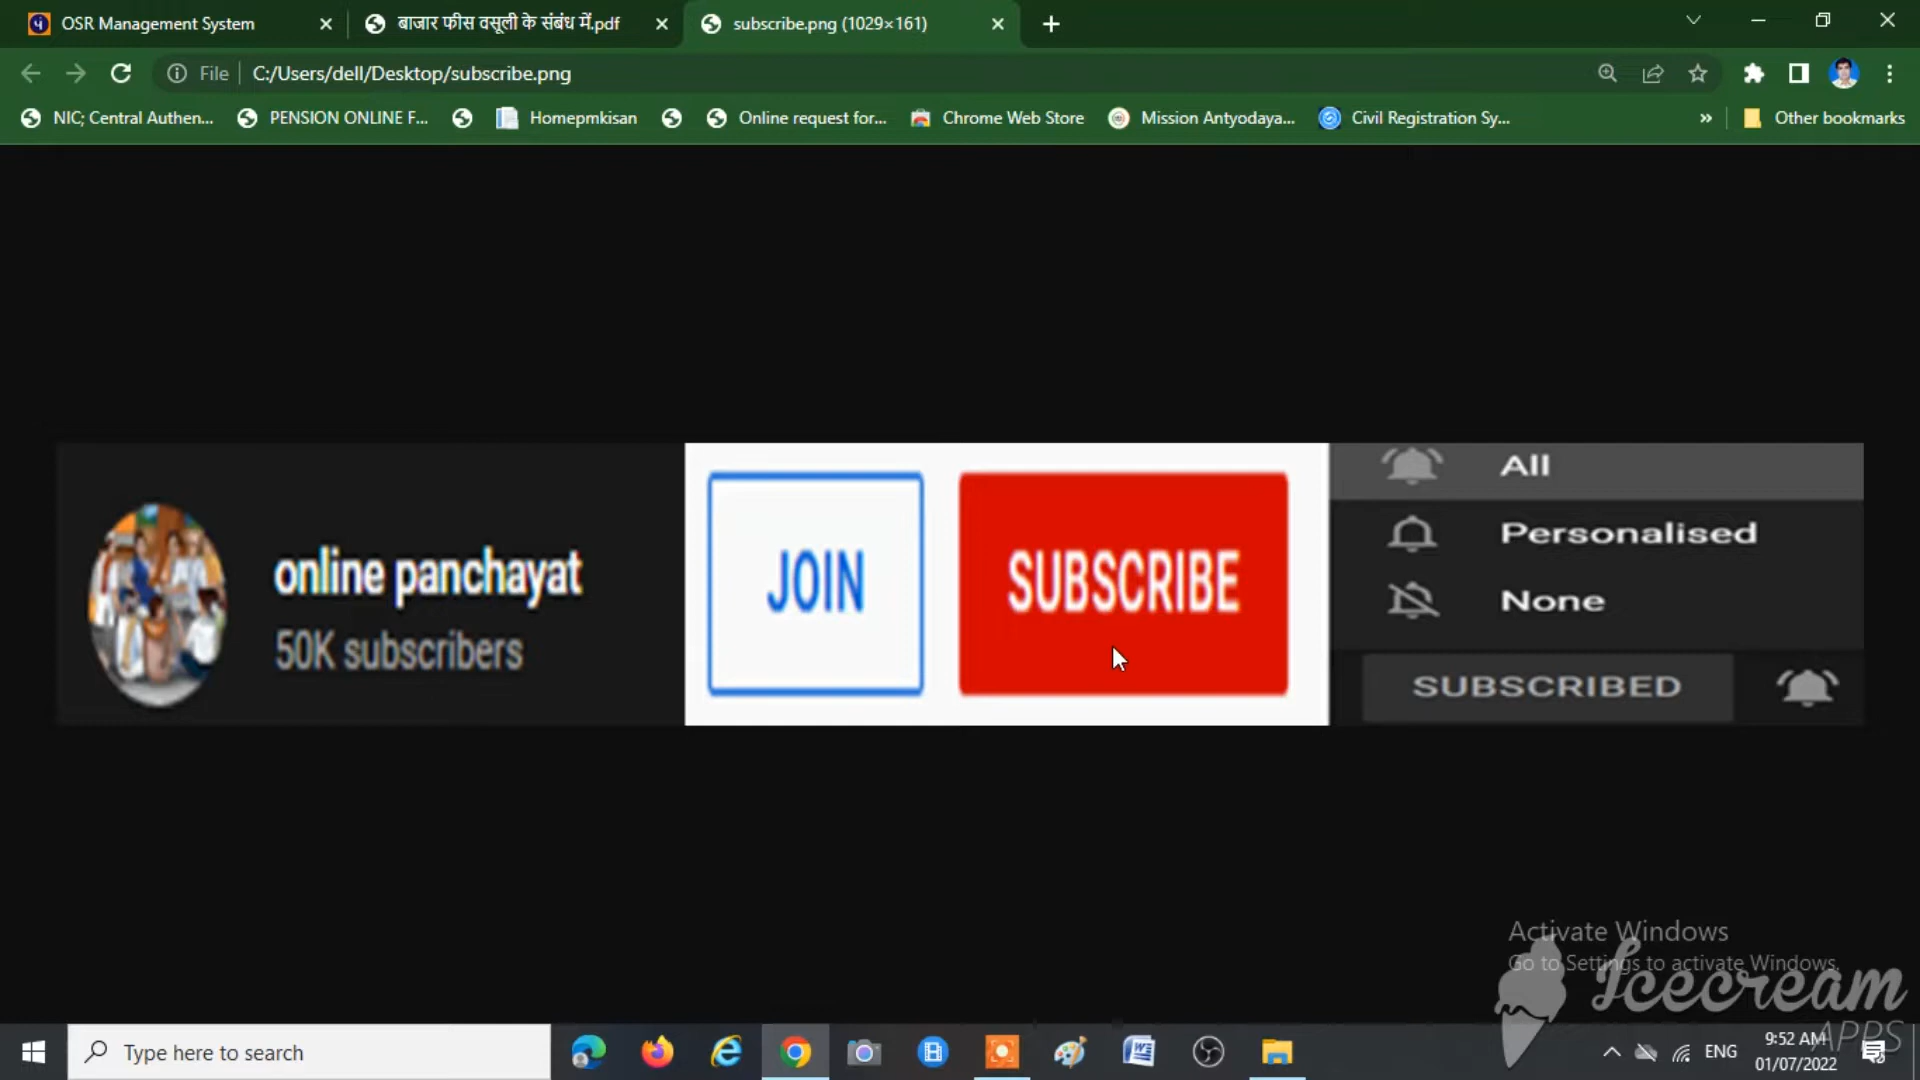 OSR Management System
बाजार फीस वसूली के संबंध में.pdf
subscribe.png (1029×161)
File
C:/Users/dell/Desktop/subscribe.png
NIC; Central Authen...
PENSION ONLINE F...
Homepmkisan
Online request for...
Chrome Web Store
Mission Antyodaya...
Civil Registration Sy...
»
Other bookmarks
online panchayat
50K subscribers
JOIN
SUBSCRIBE
All
Personalised
None
SUBSCRIBED
Activate Windows
Go to Settings to activate Windows.
Icecream
APPS
Type here to search
ENG
9:52 AM
01/07/2022